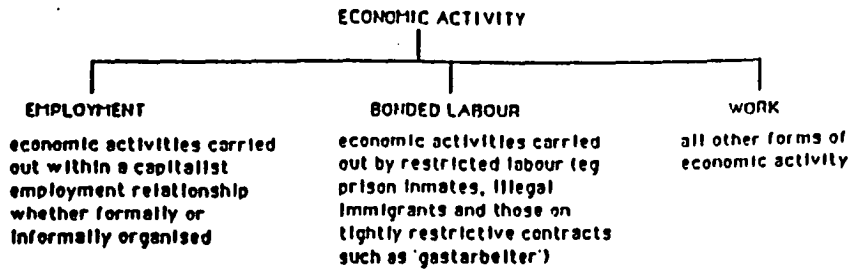 ECONOMIC ACTIVITY
EMPLOYMENT
economic activities carried
out within a capitalist
employment relationship
whether formally or
informally organised
BONDED LABOUR
economic activities carried
out by restricted labour (eg
prison inmates, illegal
immigrants and those on
tightly restrictive contracts
such as 'gastarbeiter')
WORK
all other forms of
economic activity